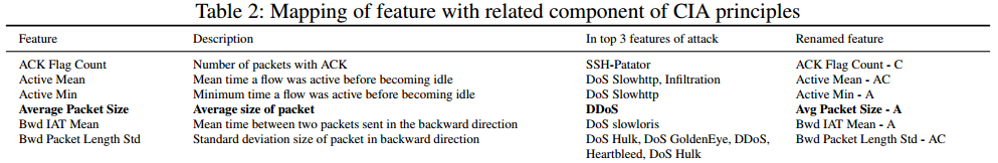 Table 2: Mapping of feature with related component of CIA principles
Feature Description In top 3 features of attack Renamed feature
ACK Flag Count Number of packets with ACK SSH-Patator ACK Flag Count - C
Active Mean Mean time a flow was active before becoming idle DoS Slowhttp, Infiltration Active Mean - AC
Active Min Minimum time a flow was active before becoming idle DoS Slowhttp Active Min - A
Average Packet Size Average size of packet DDoS Avg Packet Size - A
Bwd IAT Mean Mean time between two packets sent in the backward direction DoS slowloris Bwd IAT Mean - A
Bwd Packet Length Std Standard deviation size of packet in backward direction DoS Hulk, DoS GoldenEye, DDoS, Bwd Packet Length Std - AC
Heartbleed, DoS Hulk